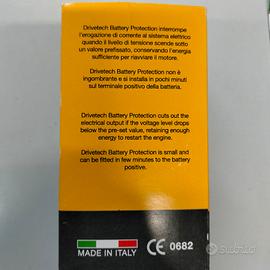 Drivetech Battery Protection interrompe
l'erogazione di corrente al sistema elettrico
quando il livello di tensione scende sotto
un valore prefissato, conservando l'energia
sufficiente per riavviare il motore.
Drivetech Battery Protection non è
ingombrante e si installa in pochi minuti
sul terminale positivo della batteria.
Drivetech Battery Protection cuts out the
electrical output if the voltage level drops
below the pre-set value, retaining enough
energy to restart the engine.
Drivetech Battery Protection is small and
can be fitted in few minutes to the battery
positive.
MADE IN ITALY CE 0682
subito.it